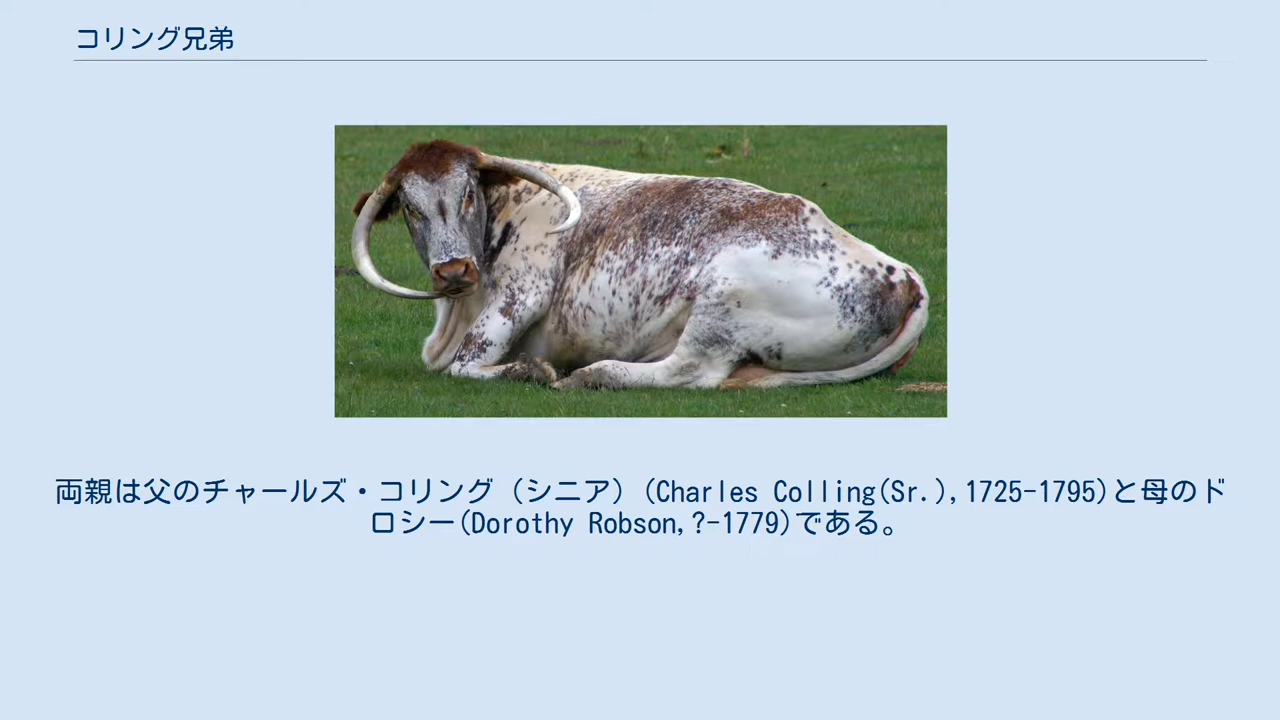 コリング兄弟
両親は父のチャールズ・コリング（シニア）(Charles Colling(Sr.),1725-1795)と母のド
ロシー(Dorothy Robson,?-1779)である。